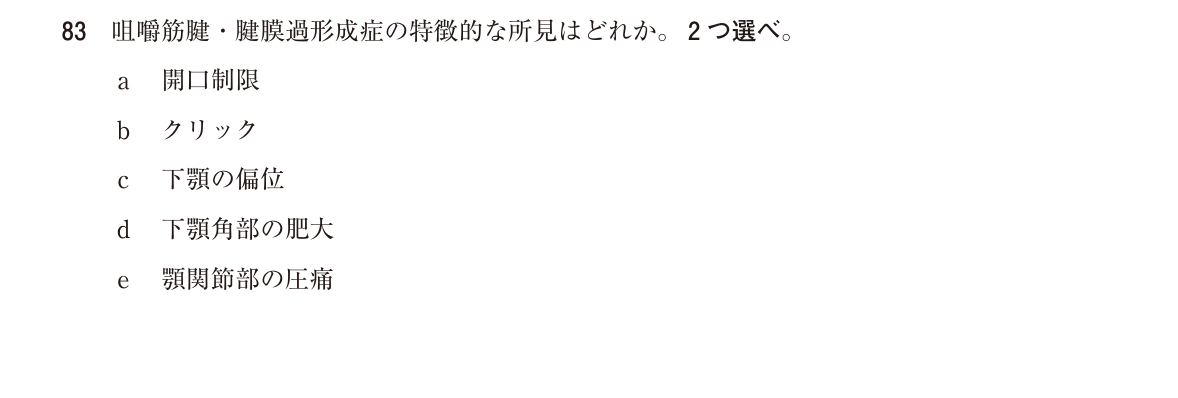 83 咀嚼筋腱・腱膜過形成症の特徴的な所見はどれか。 2つ選べ。
a 開口制限
b クリック
c 下顎の偏位
d 下顎角部の肥大
e 顎関節部の圧痛